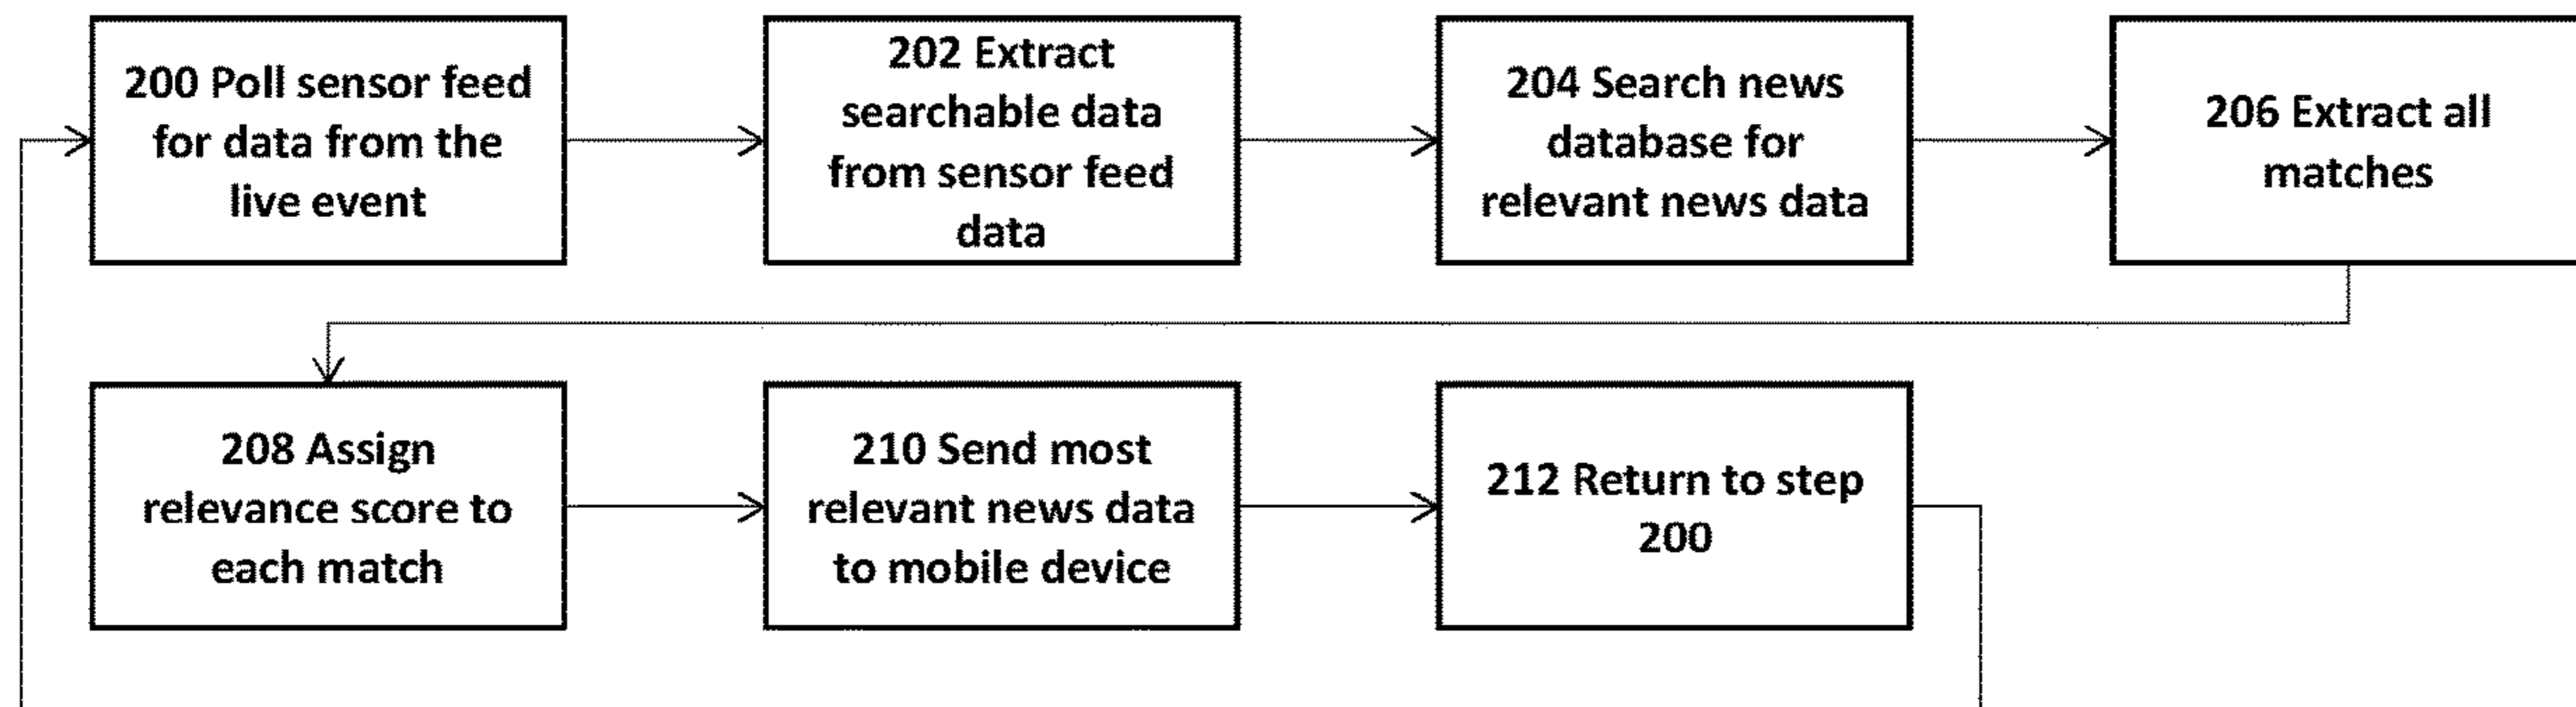 200 Poll sensor feed
for data from the
live event
202 Extract
searchable data
from sensor feed
data
204 Search news
database for
relevant news data
206 Extract all
matches
208 Assign
relevance score to
each match
210 Send most
relevant news data
to mobile device
212 Return to step
200